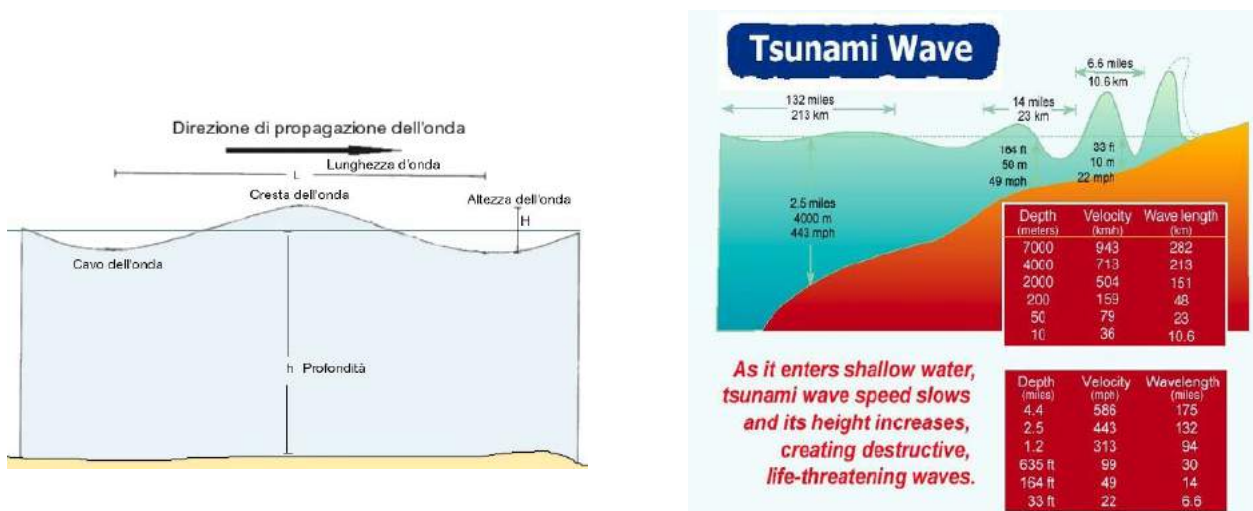 Direzione di propagazione dell'onda
Lunghezza d'onda
L
Cresta dell'onda
Altezza dell'onda
H
Cavo dell'onda
h Profondità
Tsunami Wave
6.6 miles
10.6 km
132 miles
213 km
14 miles
23 km
164 ft
50 m
49 mph
33 ft
10 m
22 mph
2.5 miles
4000 m
443 mph
Depth Velocity Wave length
(meters) (km/h) (km)
7000 943 282
4000 713 213
2000 504 151
200 159 48
50 79 23
10 36 10.6
As it enters shallow water,
tsunami wave speed slows
and its height increases,
creating destructive,
life-threatening waves.
Depth Velocity Wavelength
(miles) (mph) (miles)
4.4 586 175
2.5 443 132
1.2 313 94
635 ft 99 30
164 ft 49 14
33 ft 22 6.6